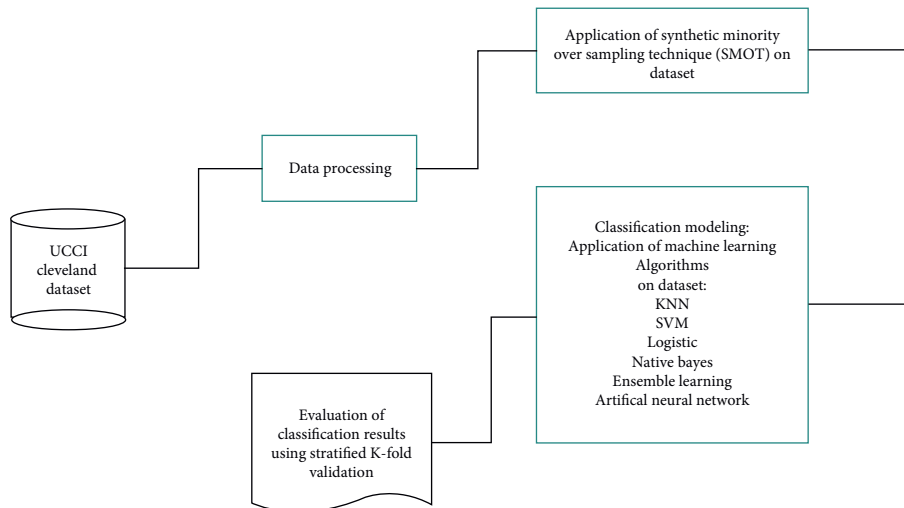 UCCI
cleveland
dataset
Data processing
Application of synthetic minority
over sampling technique (SMOT) on
dataset
Classification modeling:
Application of machine learning
Algorithms
on dataset:
KNN
SVM
Logistic
Native bayes
Ensemble learning
Artifical neural network
Evaluation of
classification results
using stratified K-fold
validation